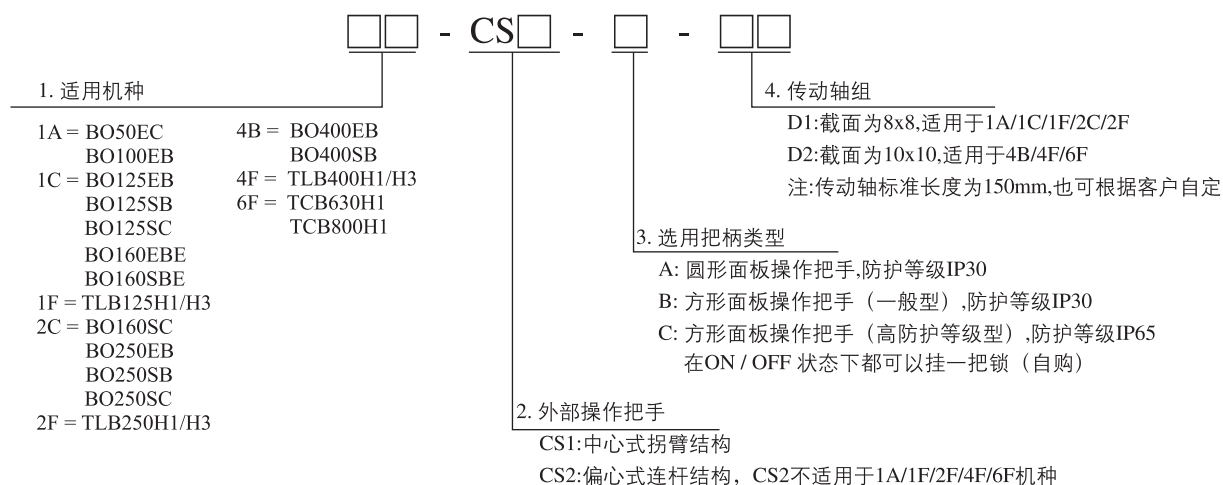 □□ - CS□ - □ - □□
1. 适用机种
1A = BO50EC
BO100EB
1C = BO125EB
BO125SB
BO125SC
BO160EBE
BO160SBE
1F = TLB125H1/H3
2C = BO160SC
BO250EB
BO250SB
BO250SC
2F = TLB250H1/H3
4B = BO400EB
BO400SB
4F = TLB400H1/H3
6F = TCB630H1
TCB800H1
4. 传动轴组
D1:截面为8x8,适用于1A/1C/1F/2C/2F
D2:截面为10x10,适用于4B/4F/6F
注:传动轴标准长度为150mm,也可根据客户自定
3. 选用把柄类型
A: 圆形面板操作把手,防护等级IP30
B: 方形面板操作把手（一般型）,防护等级IP30
C: 方形面板操作把手（高防护等级型）,防护等级IP65
在ON / OFF 状态下都可以挂一把锁（自购）
2. 外部操作把手
CS1:中心式拐臂结构
CS2:偏心式连杆结构，CS2不适用于1A/1F/2F/4F/6F机种